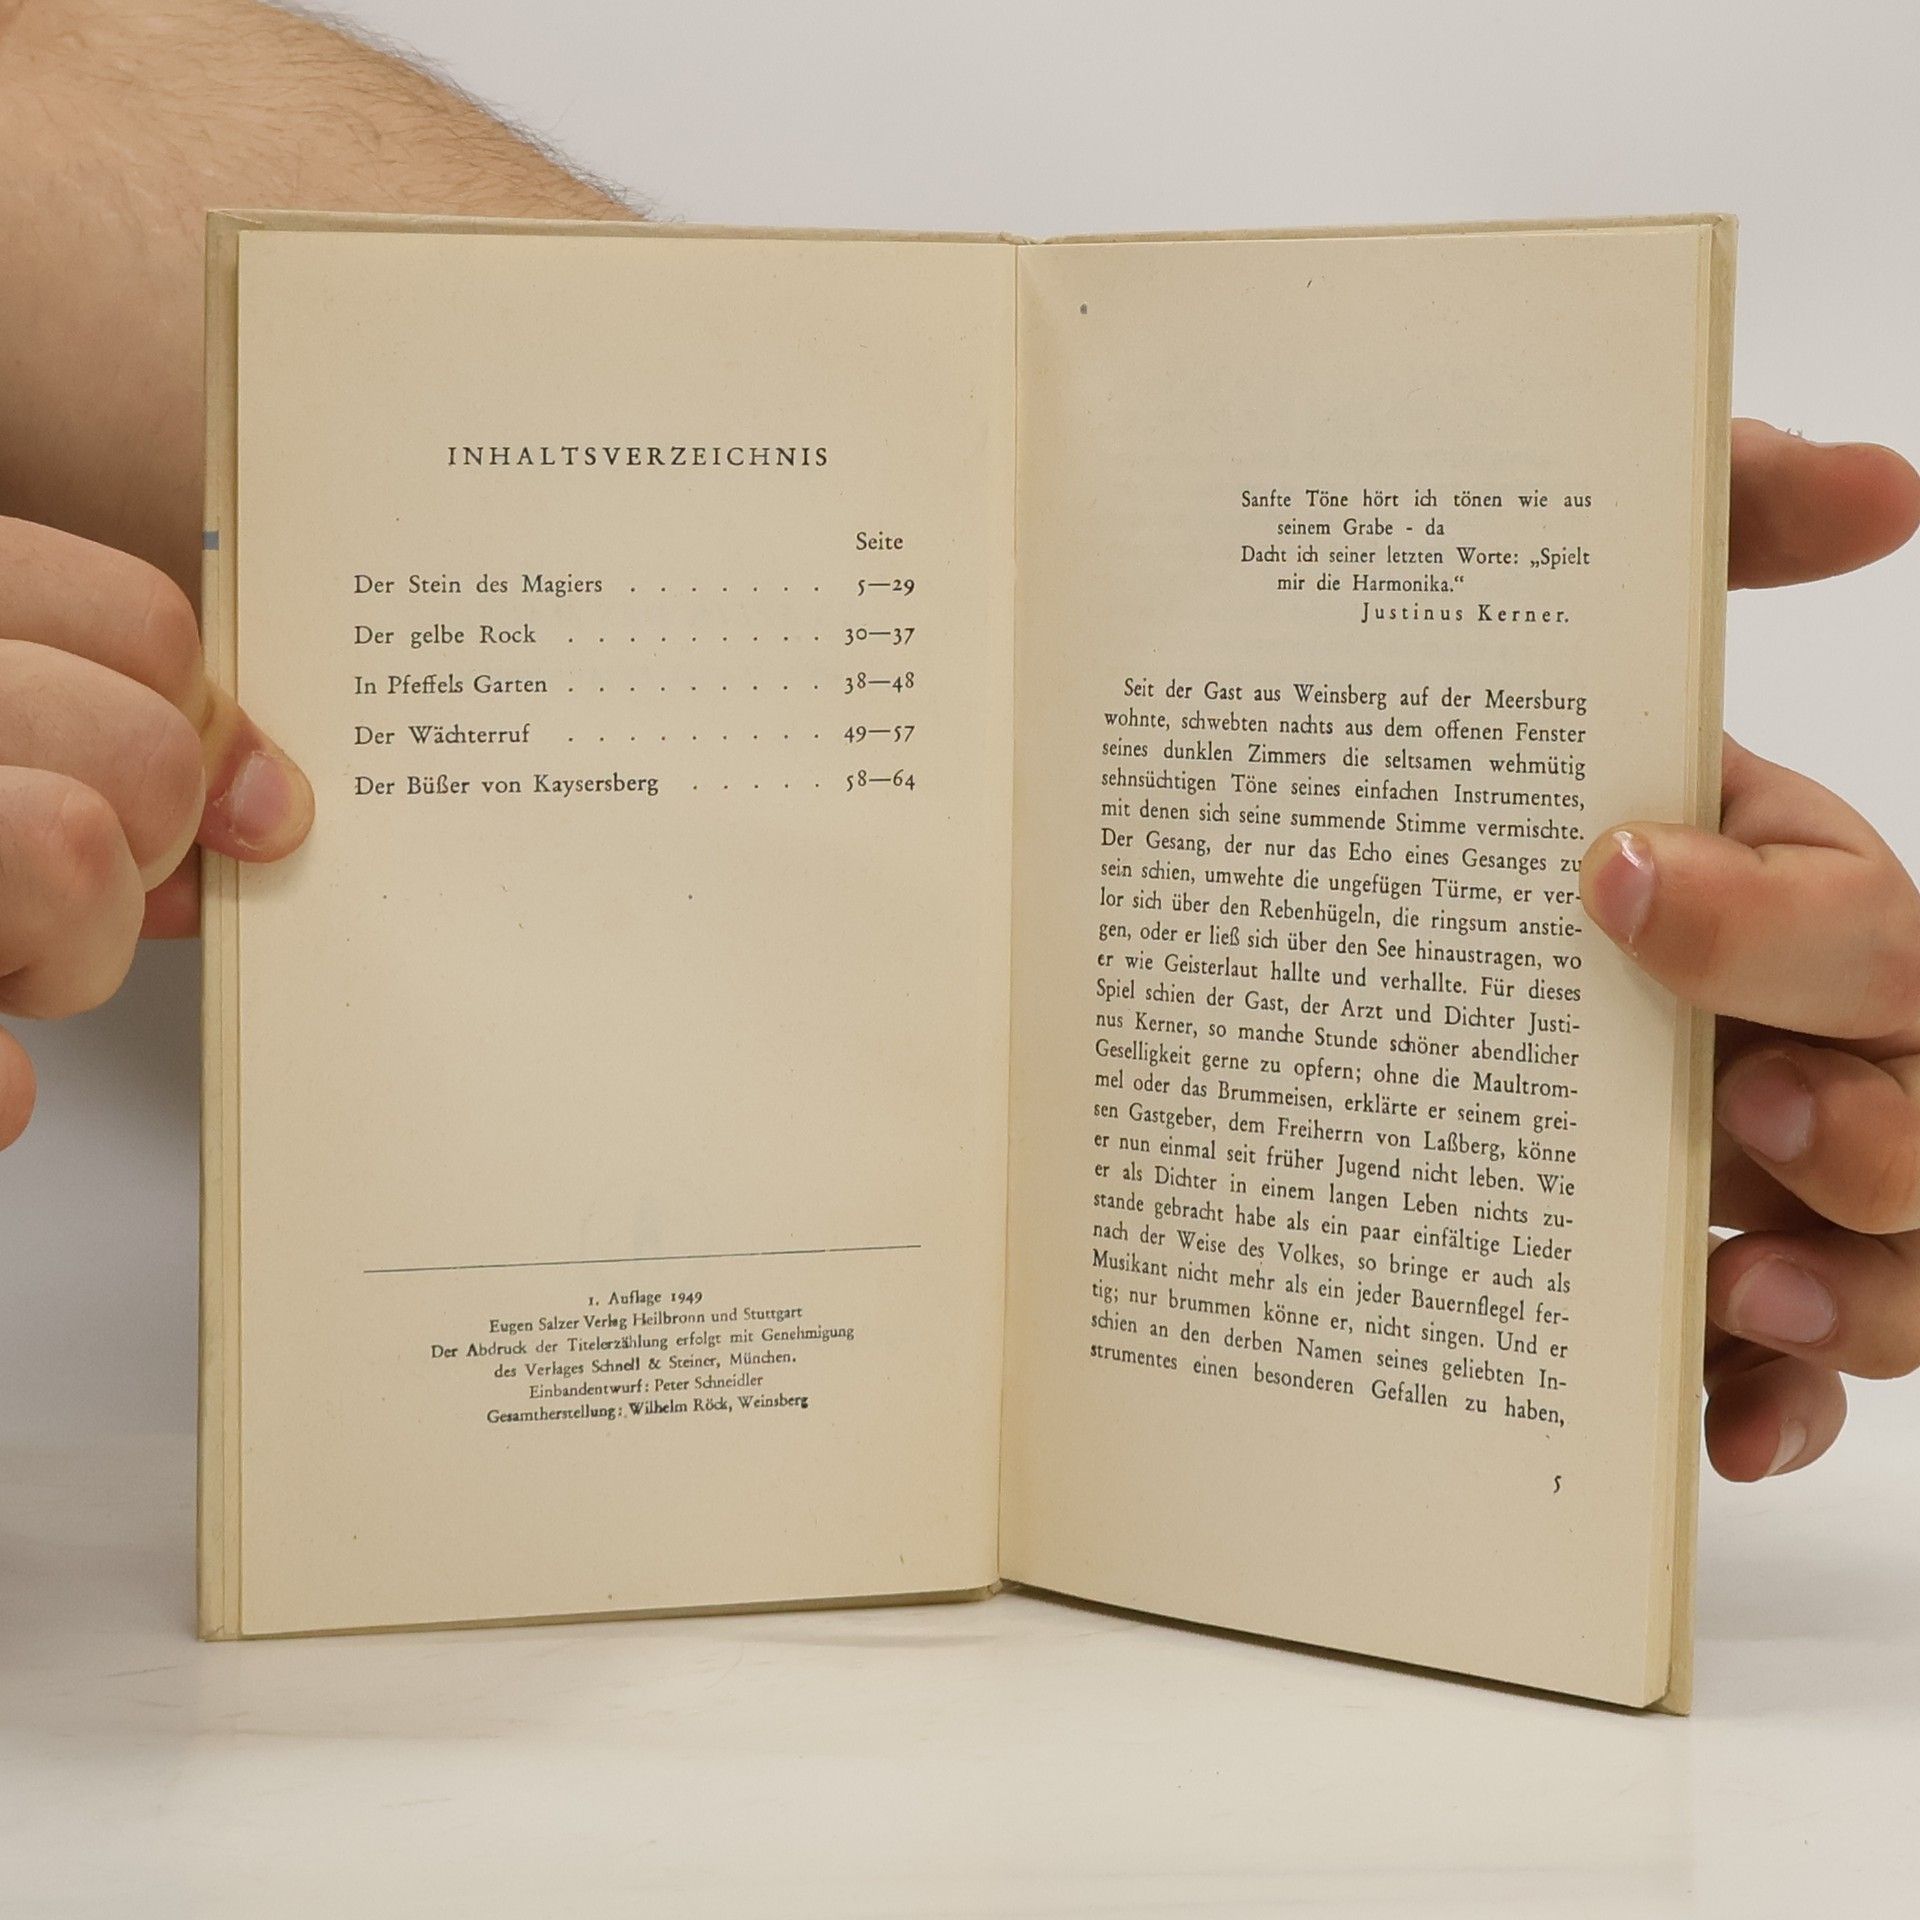 INHALTSVERZEICHNIS
Seite
Der Stein des Magiers . . . . . . . 5—29
Der gelbe Rock . . . . . . . . . 30—37
In Pfeffels Garten . . . . . . . . . 38—48
Der Wächterruf . . . . . . . . . 49—57
Der Büßer von Kaysersberg . . . . . 58—64
1. Auflage 1949
Eugen Salzer Verlag Heilbronn und Stuttgart
Der Abdruck der Titelerzählung erfolgt mit Genehmigung
des Verlages Schnell & Steiner, München.
Einbandentwurf: Peter Schneidler
Gesamtherstellung: Wilhelm Röck, Weinsberg
Sanfte Töne hört ich tönen wie aus
seinem Grabe - da
Dacht ich seiner letzten Worte: „Spielt
mir die Harmonika.“
Justinus Kerner.
Seit der Gast aus Weinsberg auf der Meersburg
wohnte, schwebten nachts aus dem offenen Fenster
seines dunklen Zimmers die seltsamen wehmütig
sehnsüchtigen Töne seines einfachen Instrumentes,
mit denen sich seine summende Stimme vermischte.
Der Gesang, der nur das Echo eines Gesanges zu
sein schien, umwehte die ungefügen Türme, er ver-
lor sich über den Rebenhügeln, die ringsum anstie-
gen, oder er ließ sich über den See hinaustragen, wo
er wie Geisterlaut hallte und verhallte. Für dieses
Spiel schien der Gast, der Arzt und Dichter Justi-
nus Kerner, so manche Stunde schöner abendlicher
Geselligkeit gerne zu opfern; ohne die Maultrom-
mel oder das Brummeisen, erklärte er seinem grei-
sen Gastgeber, dem Freiherrn von Laßberg, könne
er nun einmal seit früher Jugend nicht leben. Wie
er als Dichter in einem langen Leben nichts zu-
stande gebracht habe als ein paar einfältige Lieder
nach der Weise des Volkes, so bringe er auch als
Musikant nicht mehr als ein jeder Bauernflegel fer-
tig; nur brummen könne er, nicht singen. Und er
schien an den derben Namen seines geliebten In-
strumentes einen besonderen Gefallen zu haben,
5